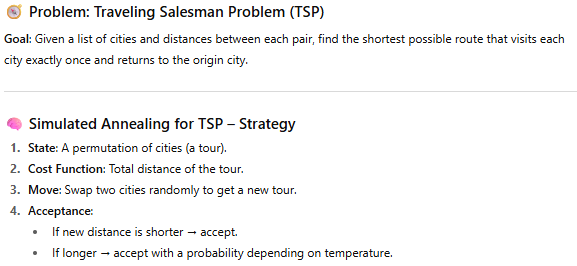 🧭 Problem: Traveling Salesman Problem (TSP)
Goal: Given a list of cities and distances between each pair, find the shortest possible route that visits each
city exactly once and returns to the origin city.
🧠 Simulated Annealing for TSP – Strategy
1. State: A permutation of cities (a tour).
2. Cost Function: Total distance of the tour.
3. Move: Swap two cities randomly to get a new tour.
4. Acceptance:
• If new distance is shorter → accept.
• If longer → accept with a probability depending on temperature.